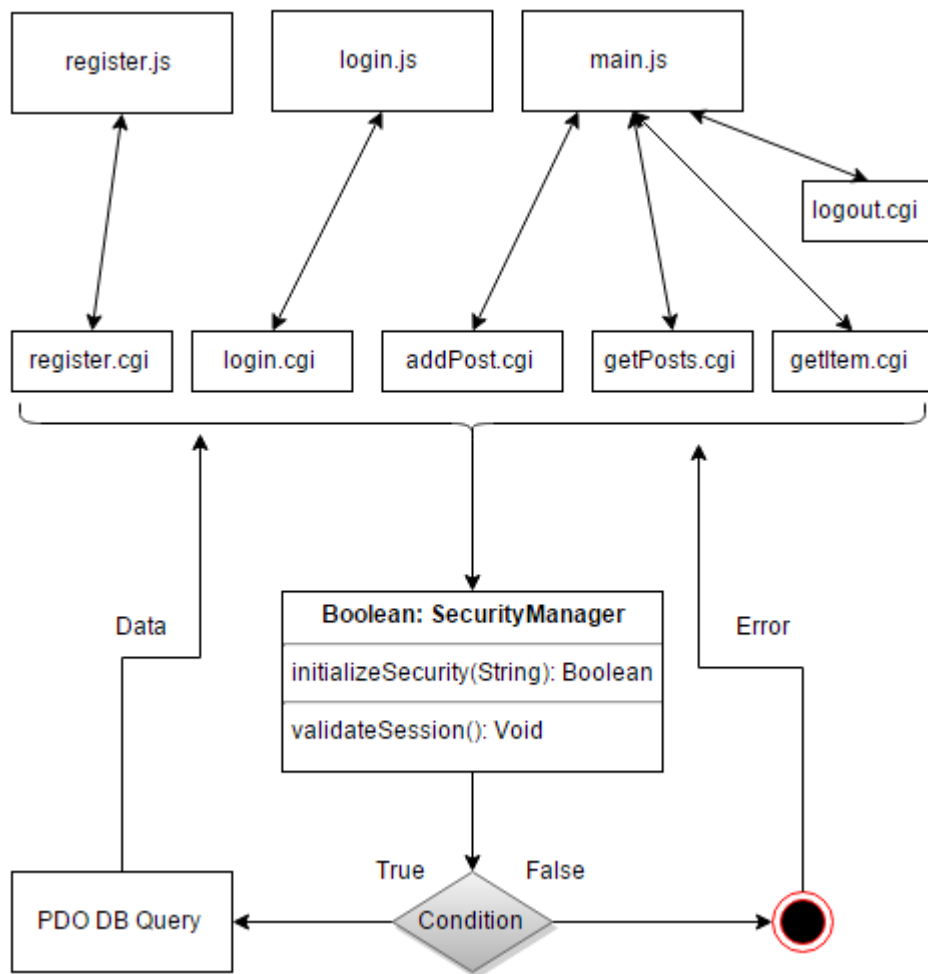 register.js
login.js
main.js
logout.cgi
register.cgi
login.cgi
addPost.cgi
getPosts.cgi
getItem.cgi
Boolean: SecurityManager
initializeSecurity(String): Boolean
validateSession(): Void
Data
Error
True
False
PDO DB Query
Condition